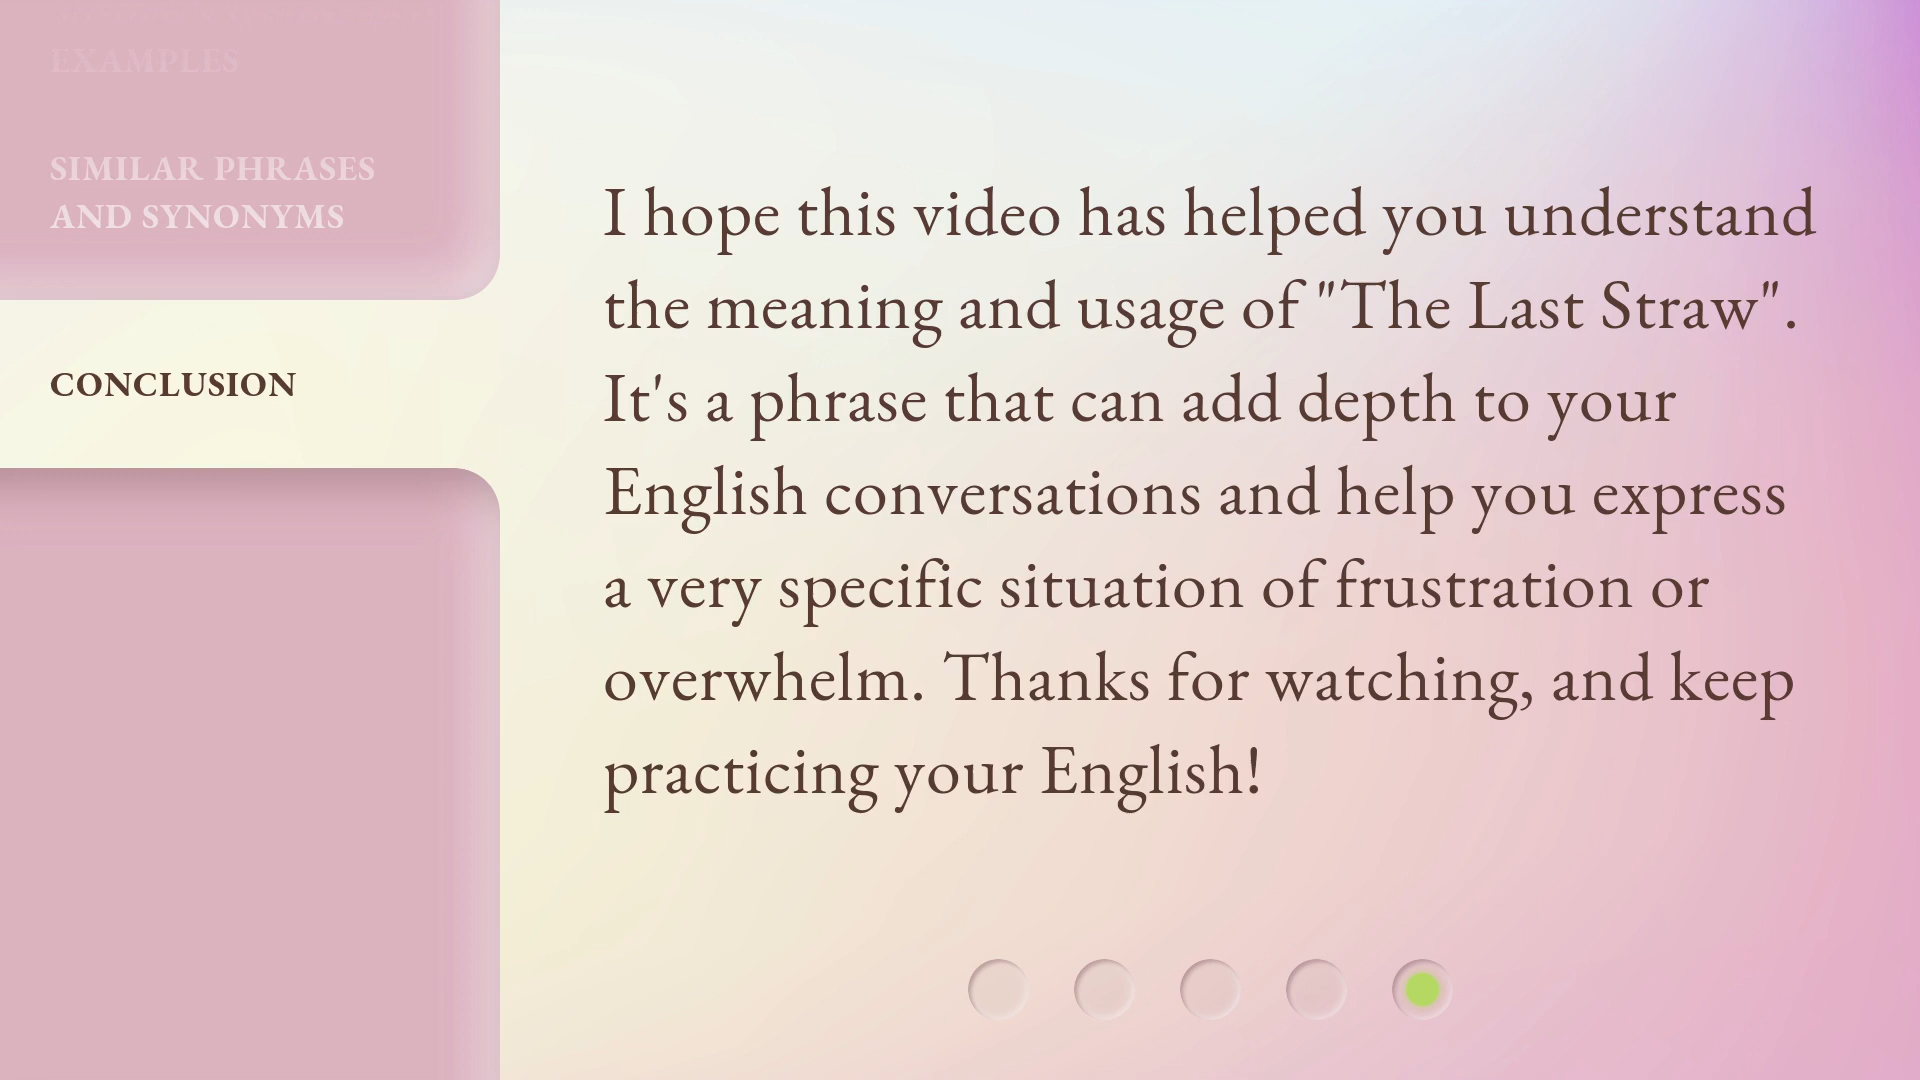 EXAMPLES
SIMILAR PHRASES
AND SYNONYMS
CONCLUSION
I hope this video has helped you understand
the meaning and usage of "The Last Straw".
It's a phrase that can add depth to your
English conversations and help you express
a very specific situation of frustration or
overwhelm. Thanks for watching, and keep
practicing your English!